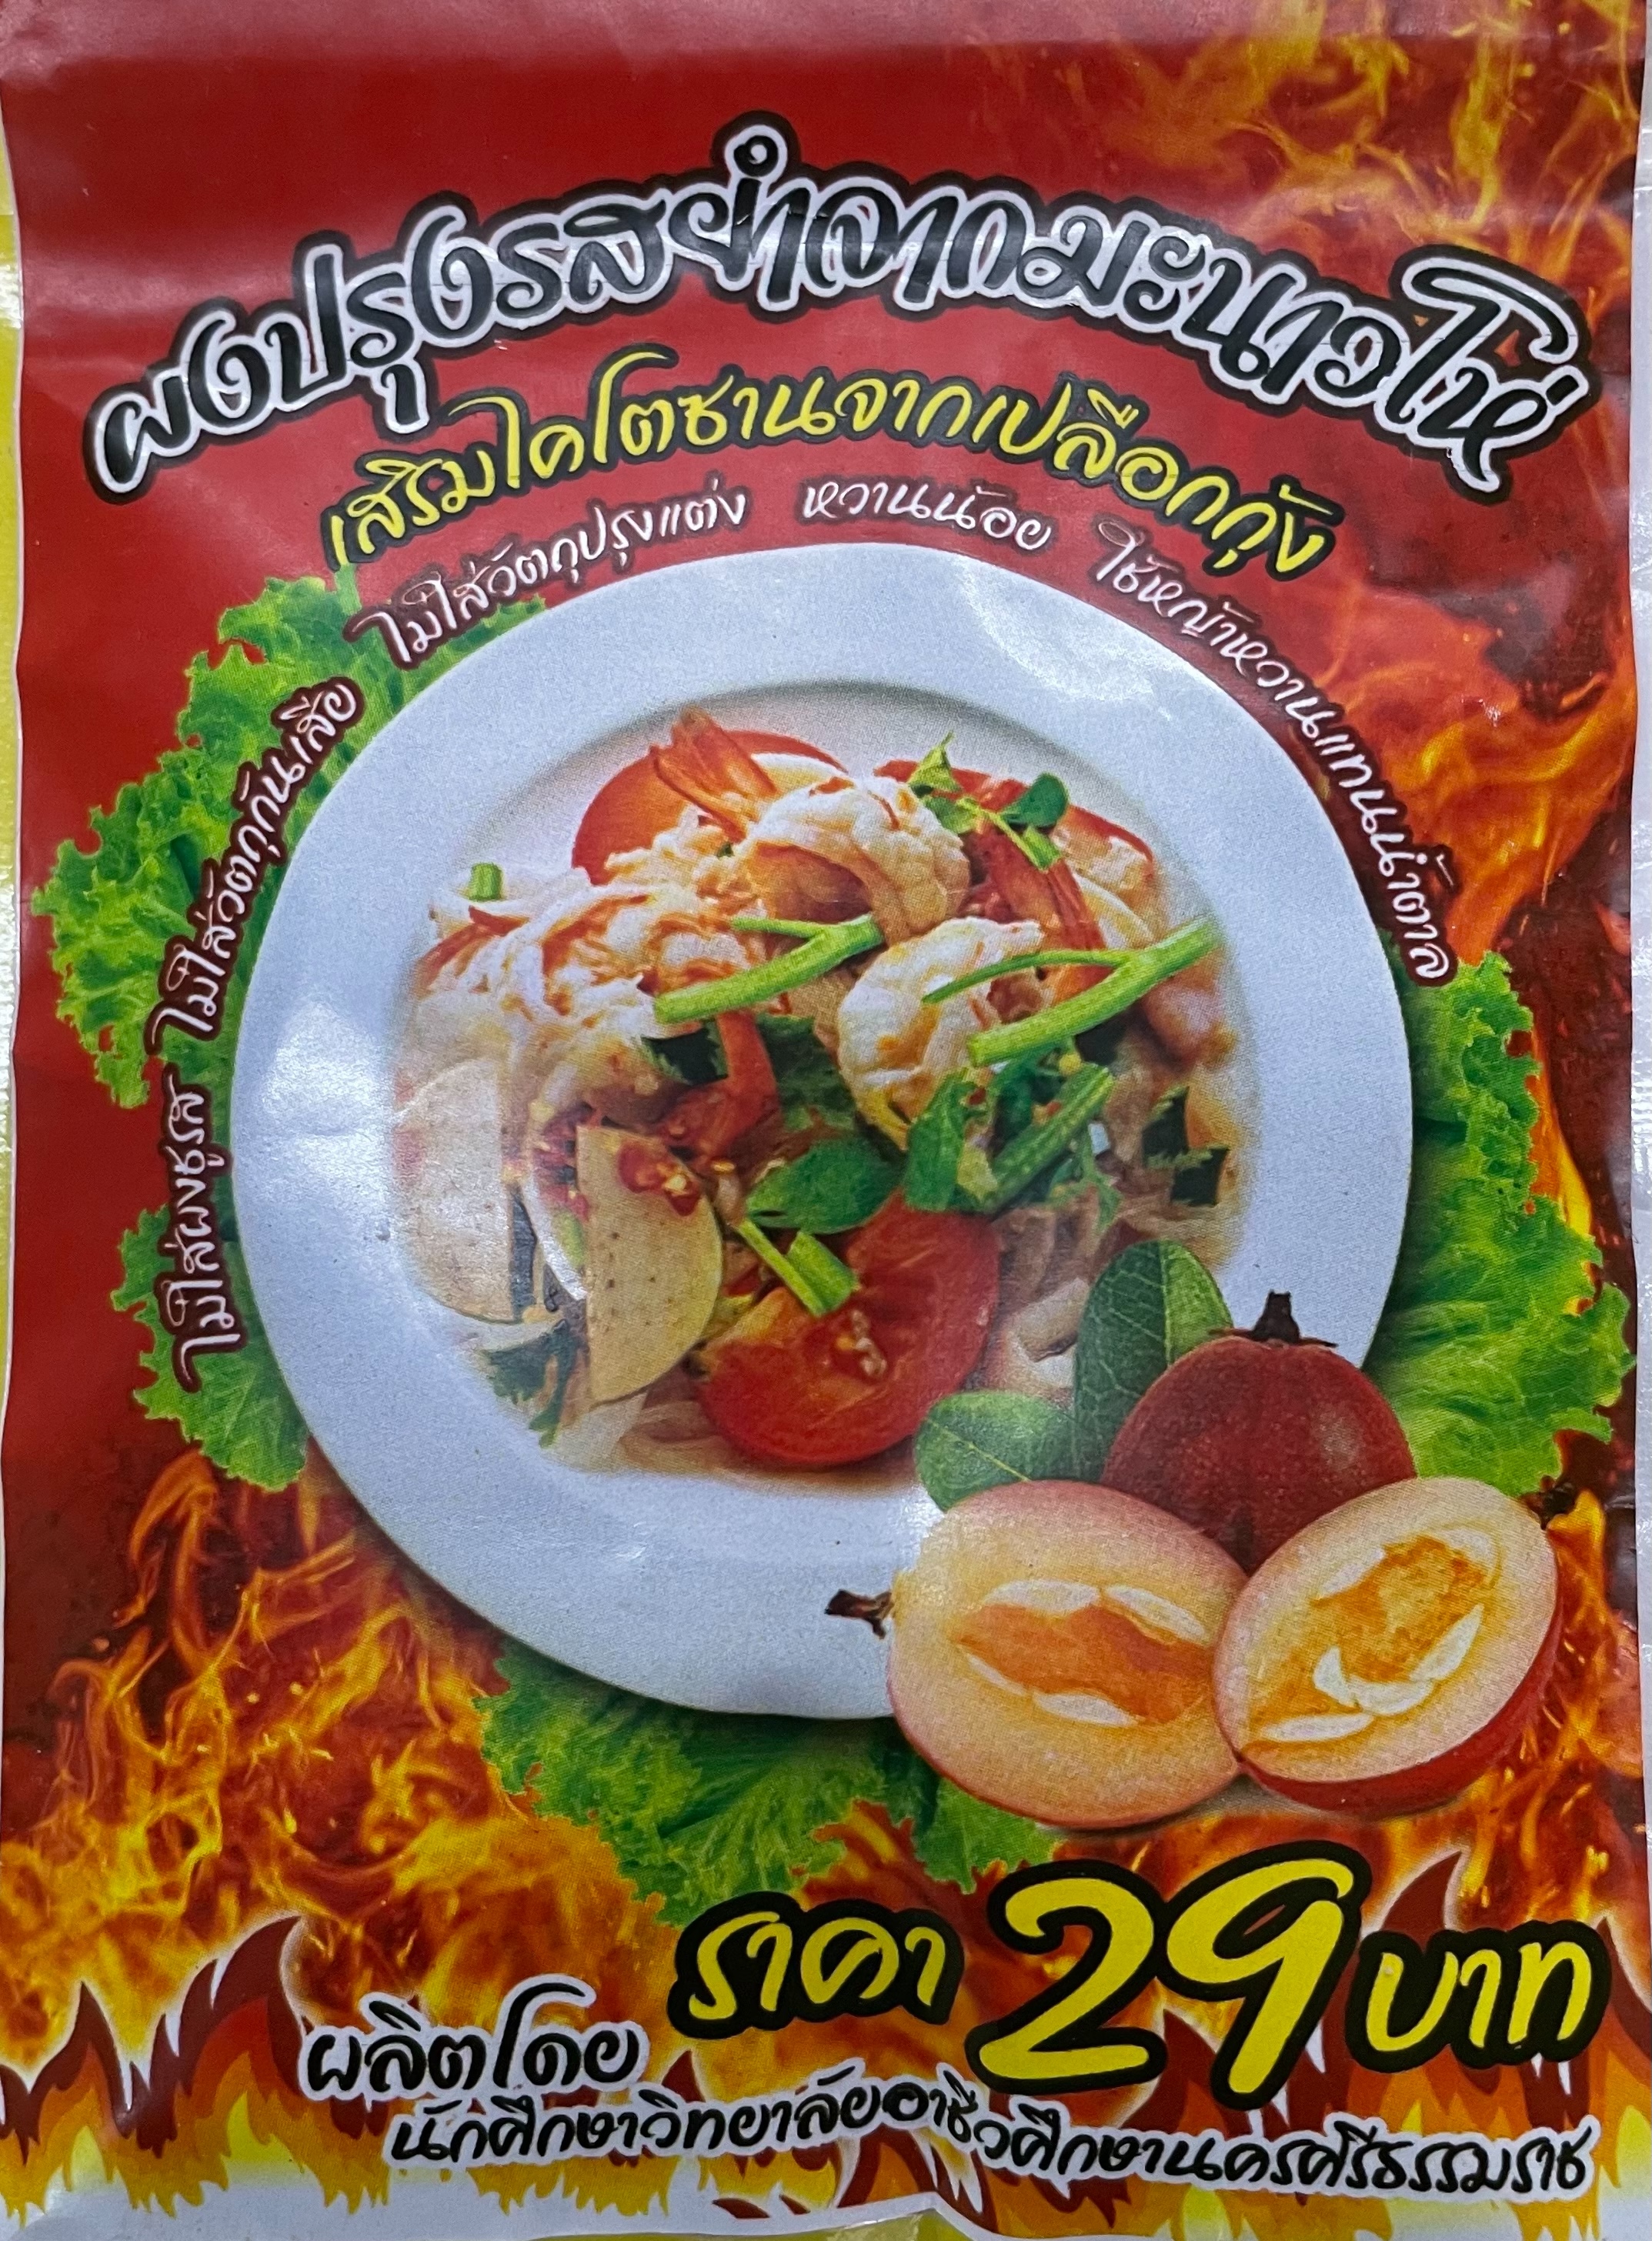 ผงปรุงรสยำจากมะนาวโห่
เสริมไคโตซานจากเปลือกกุ้ง
ไม่ใส่ผงชูรส ไม่ใส่วัตถุกันเสีย ไม่ใส่วัตถุปรุงแต่ง หวานน้อย ใช้หญ้าหวานแทนน้ำตาล
ราคา 29 บาท
ผลิตโดย
นักศึกษาวิทยาลัยอาชีวศึกษานครศรีธรรมราช